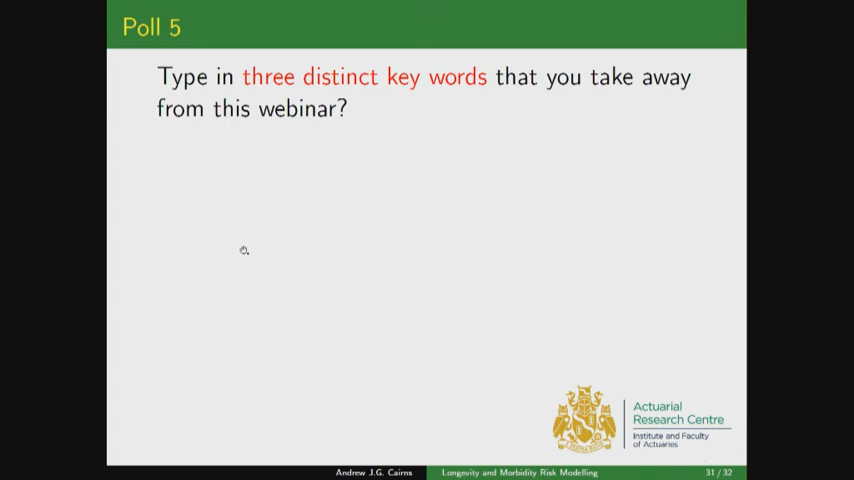 Poll 5
Type in three distinct key words that you take away
from this webinar?
Actuarial
Research Centre
Institute and Faculty
of Actuaries
Andrew J.G. Cairns
Longevity and Morbidity Risk Modelling
31 / 32